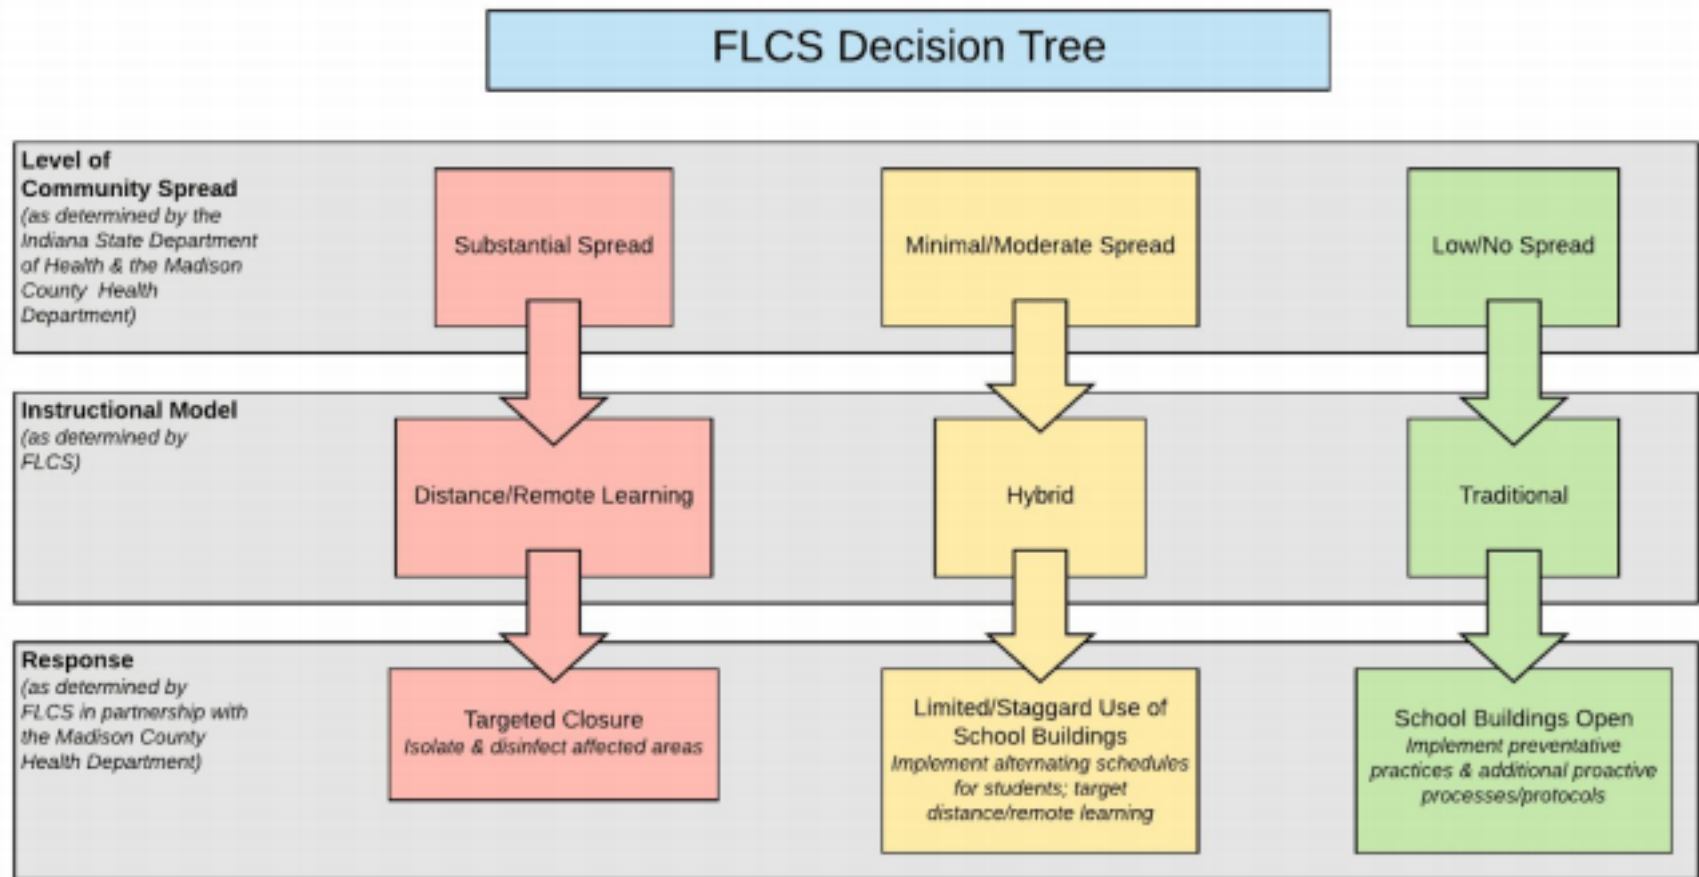 FLCS Decision Tree
Level of
Community Spread
(as determined by the
Indiana State Department
of Health & the Madison
County Health
Department)
Substantial Spread
Minimal/Moderate Spread
Low/No Spread
Instructional Model
(as determined by
FLCS)
Distance/Remote Learning
Hybrid
Traditional
Response
(as determined by
FLCS in partnership with
the Madison County
Health Department)
Targeted Closure
Isolate & disinfect affected areas
Limited/Staggard Use of
School Buildings
Implement alternating schedules
for students; target
distance/remote learning
School Buildings Open
Implement preventative
practices & additional proactive
processes/protocols